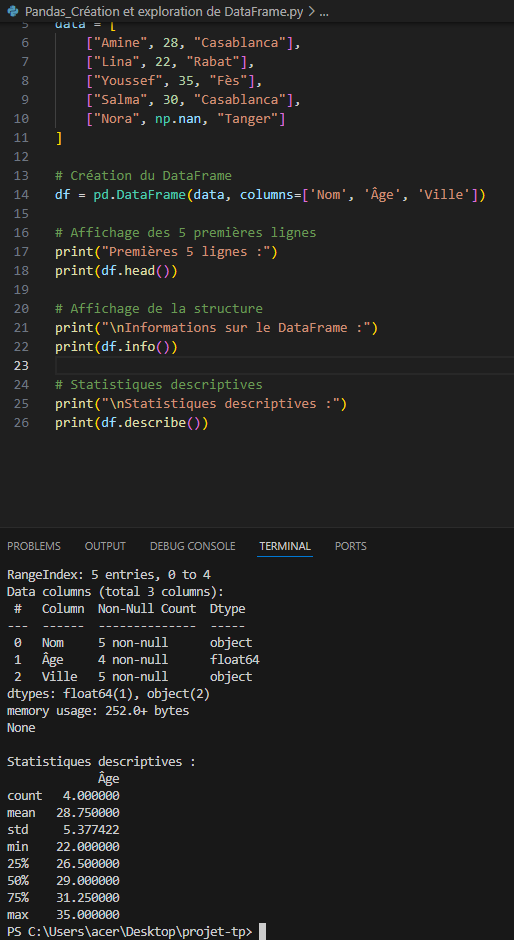 Pandas_Création et exploration de DataFrame.py > ...
5 data = [
6 ["Amine", 28, "Casablanca"],
7 ["Lina", 22, "Rabat"],
8 ["Youssef", 35, "Fès"],
9 ["Salma", 30, "Casablanca"],
10 ["Nora", np.nan, "Tanger"]
11 ]
12
13 # Création du DataFrame
14 df = pd.DataFrame(data, columns=['Nom', 'Âge', 'Ville'])
15
16 # Affichage des 5 premières lignes
17 print("Premières 5 lignes :")
18 print(df.head())
19
20 # Affichage de la structure
21 print("\nInformations sur le DataFrame :")
22 print(df.info())
23
24 # Statistiques descriptives
25 print("\nStatistiques descriptives :")
26 print(df.describe())
PROBLEMS OUTPUT DEBUG CONSOLE TERMINAL PORTS
RangeIndex: 5 entries, 0 to 4
Data columns (total 3 columns):
# Column Non-Null Count Dtype
--- ------ -------------- -----
0 Nom 5 non-null object
1 Âge 4 non-null float64
2 Ville 5 non-null object
dtypes: float64(1), object(2)
memory usage: 252.0+ bytes
None
Statistiques descriptives :
Âge
count 4.000000
mean 28.750000
std 5.377422
min 22.000000
25% 26.500000
50% 29.000000
75% 31.250000
max 35.000000
PS C:\Users\acer\Desktop\projet-tp>